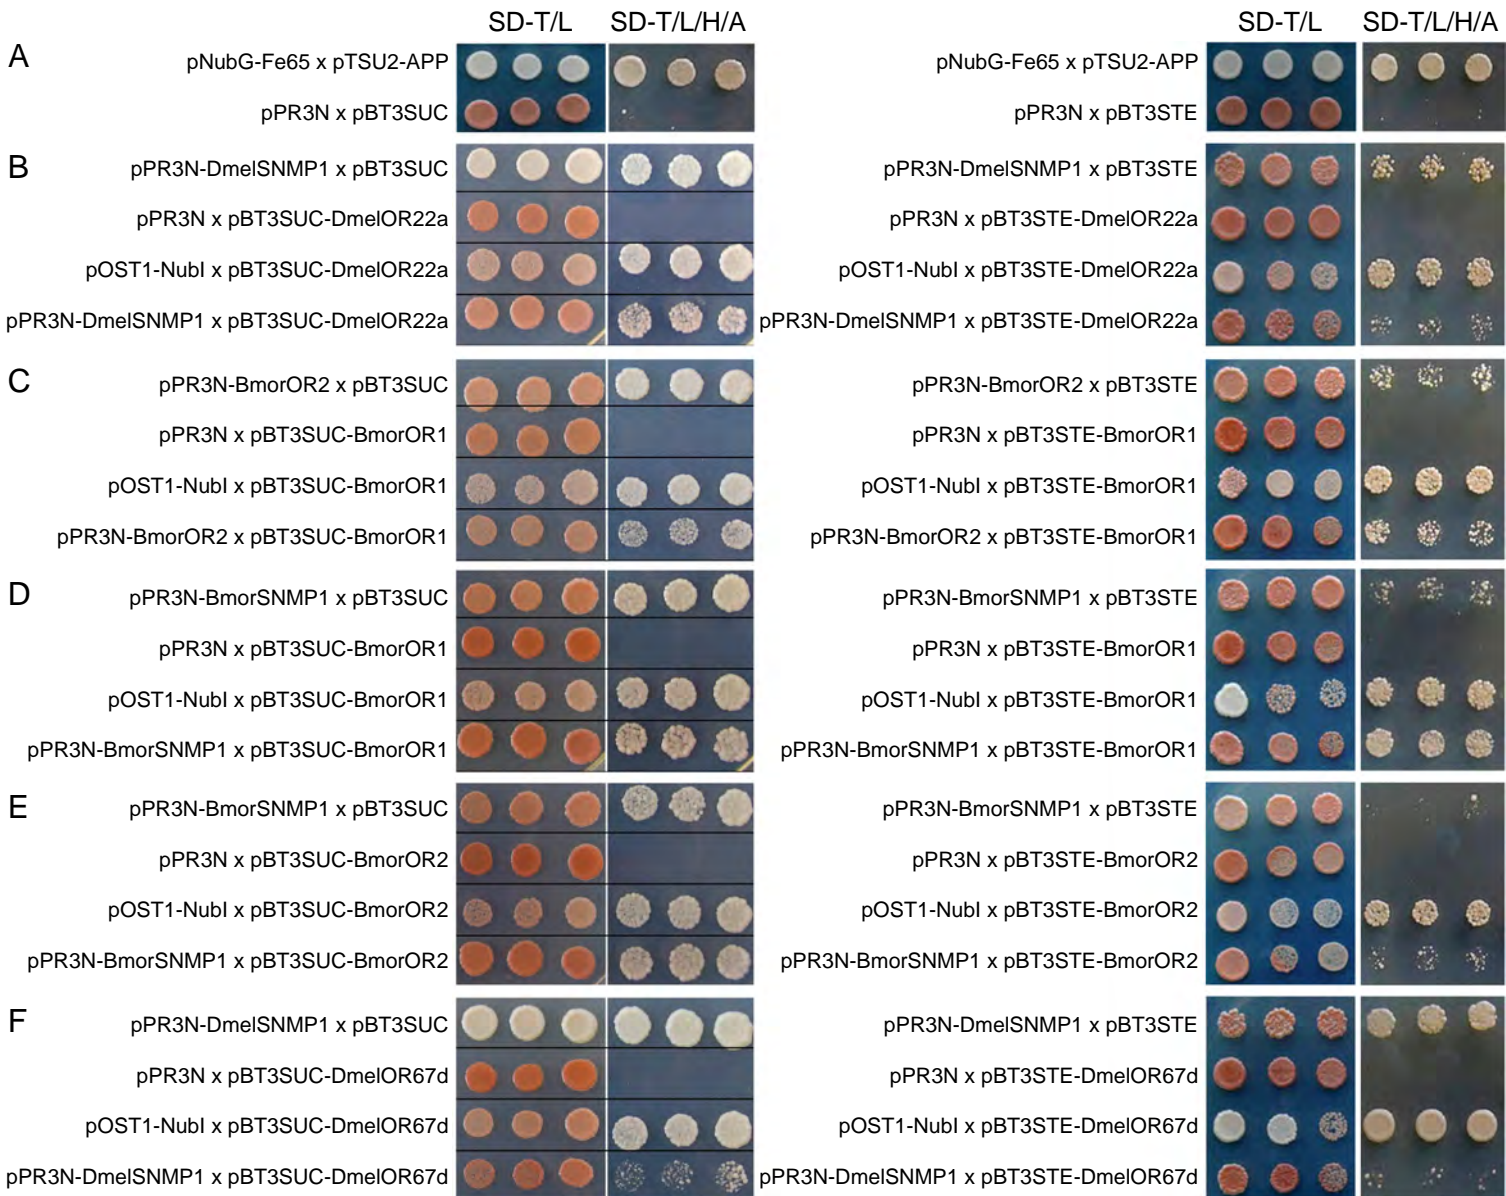 SD-T/L SD-T/L/H/A SD-T/L SD-T/L/H/A
A pNubG-Fe65 x pTSU2-APP pNubG-Fe65 x pTSU2-APP
pPR3N x pBT3SUC pPR3N x pBT3STE
B pPR3N-DmelSNMP1 x pBT3SUC pPR3N-DmelSNMP1 x pBT3STE
pPR3N x pBT3SUC-DmelOR22a pPR3N x pBT3STE-DmelOR22a
pOST1-NubI x pBT3SUC-DmelOR22a pOST1-NubI x pBT3STE-DmelOR22a
pPR3N-DmelSNMP1 x pBT3SUC-DmelOR22a pPR3N-DmelSNMP1 x pBT3STE-DmelOR22a
C pPR3N-BmorOR2 x pBT3SUC pPR3N-BmorOR2 x pBT3STE
pPR3N x pBT3SUC-BmorOR1 pPR3N x pBT3STE-BmorOR1
pOST1-NubI x pBT3SUC-BmorOR1 pOST1-NubI x pBT3STE-BmorOR1
pPR3N-BmorOR2 x pBT3SUC-BmorOR1 pPR3N-BmorOR2 x pBT3STE-BmorOR1
D pPR3N-BmorSNMP1 x pBT3SUC pPR3N-BmorSNMP1 x pBT3STE
pPR3N x pBT3SUC-BmorOR1 pPR3N x pBT3STE-BmorOR1
pOST1-NubI x pBT3SUC-BmorOR1 pOST1-NubI x pBT3STE-BmorOR1
pPR3N-BmorSNMP1 x pBT3SUC-BmorOR1 pPR3N-BmorSNMP1 x pBT3STE-BmorOR1
E pPR3N-BmorSNMP1 x pBT3SUC pPR3N-BmorSNMP1 x pBT3STE
pPR3N x pBT3SUC-BmorOR2 pPR3N x pBT3STE-BmorOR2
pOST1-NubI x pBT3SUC-BmorOR2 pOST1-NubI x pBT3STE-BmorOR2
pPR3N-BmorSNMP1 x pBT3SUC-BmorOR2 pPR3N-BmorSNMP1 x pBT3STE-BmorOR2
F pPR3N-DmelSNMP1 x pBT3SUC pPR3N-DmelSNMP1 x pBT3STE
pPR3N x pBT3SUC-DmelOR67d pPR3N x pBT3STE-DmelOR67d
pOST1-NubI x pBT3SUC-DmelOR67d pOST1-NubI x pBT3STE-DmelOR67d
pPR3N-DmelSNMP1 x pBT3SUC-DmelOR67d pPR3N-DmelSNMP1 x pBT3STE-DmelOR67d